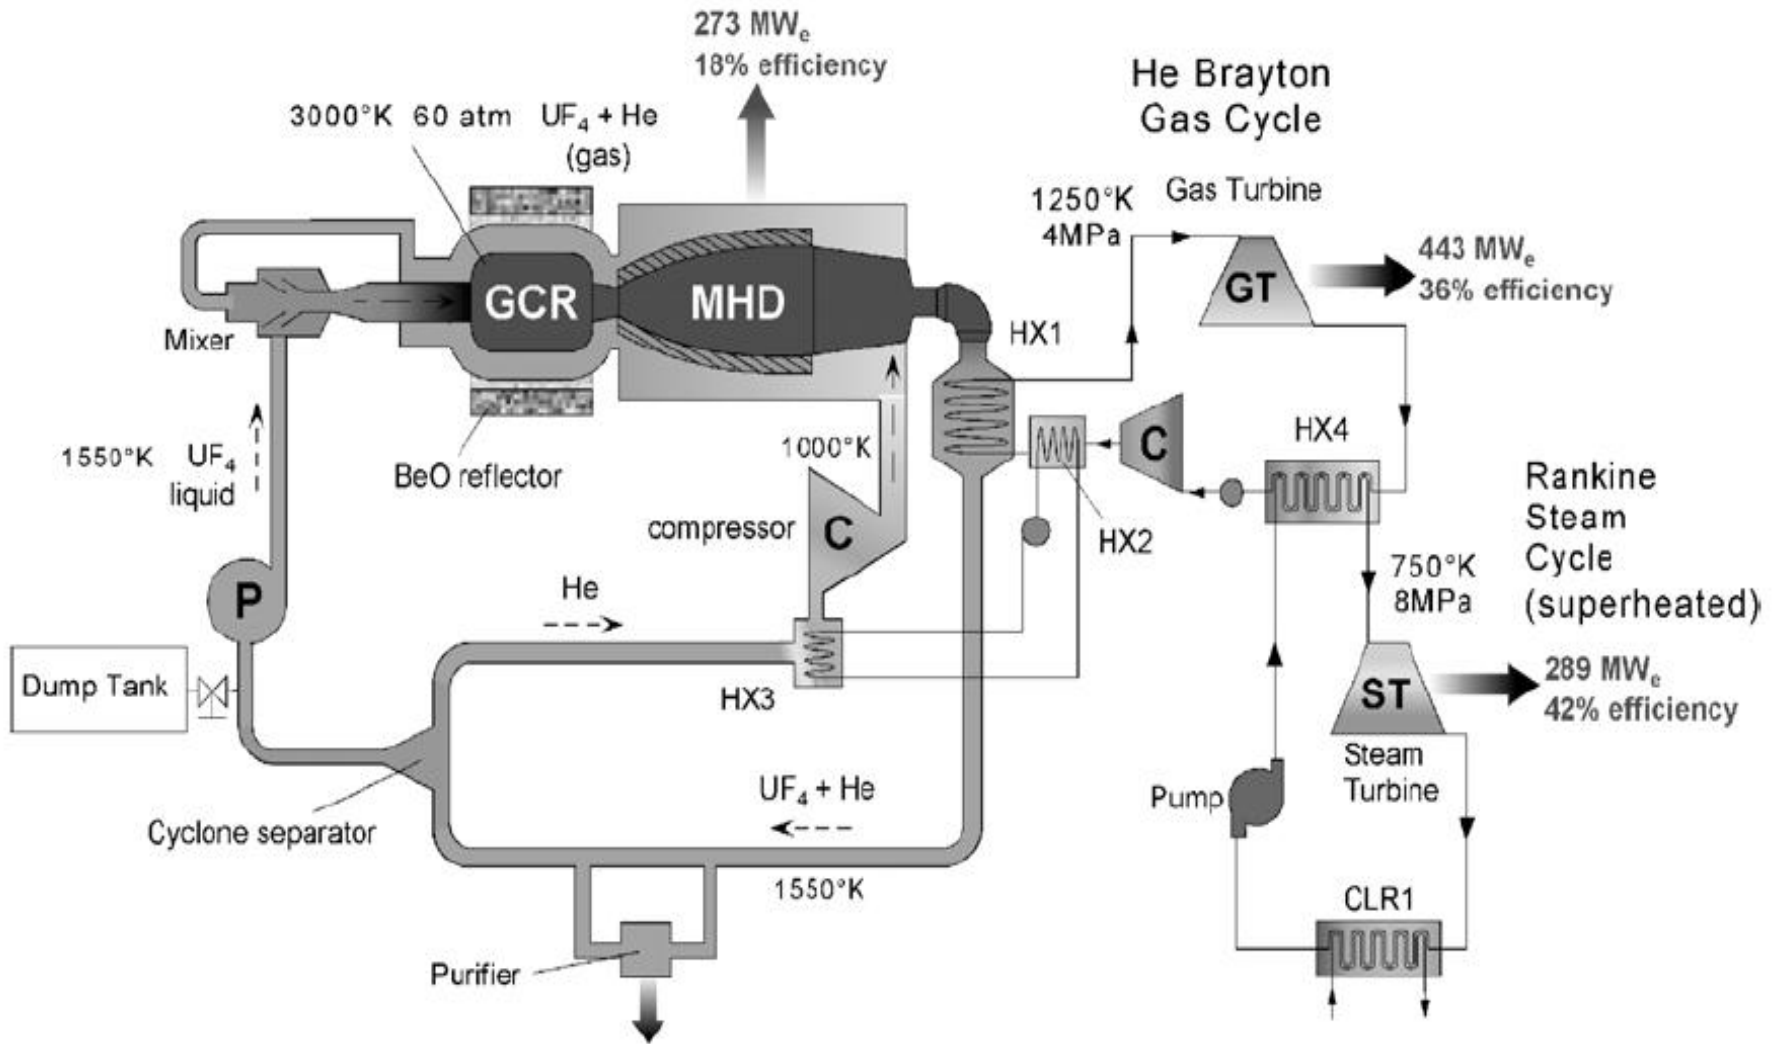 273 MWe
18% efficiency
He Brayton
Gas Cycle
3000°K 60 atm UF4 + He
(gas)
1250°K
4MPa
Gas Turbine
443 MWe
36% efficiency
GT
GCR
MHD
Mixer
HX1
1550°K UF4
liquid
BeO reflector
1000°K
compressor
C
C
HX2
HX4
Rankine
Steam
Cycle
(superheated)
750°K
8MPa
ST
289 MWe
42% efficiency
Steam
Turbine
P
He
Dump Tank
HX3
Cyclone separator
UF4 + He
1550°K
Pump
CLR1
Purifier